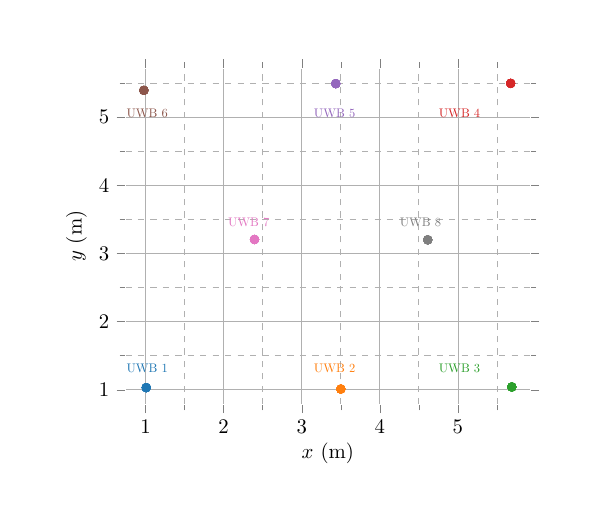 UWB 6
UWB 5
UWB 4
5
4
UWB 7
UWB 8
y (m)
3
2
UWB 1
UWB 2
UWB 3
1
1 2 3 4 5
x (m)